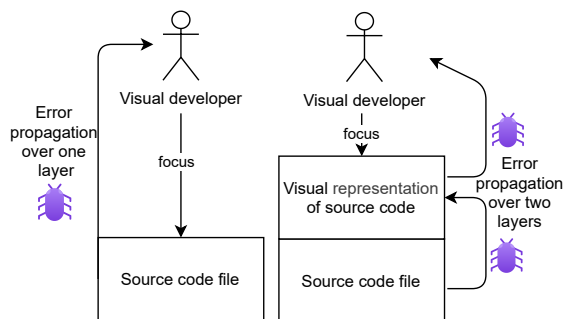 Visual developer
Error
propagation
over one
layer
focus
Source code file
Visual developer
focus
Visual representation
of source code
Error
propagation
over two
layers
Source code file